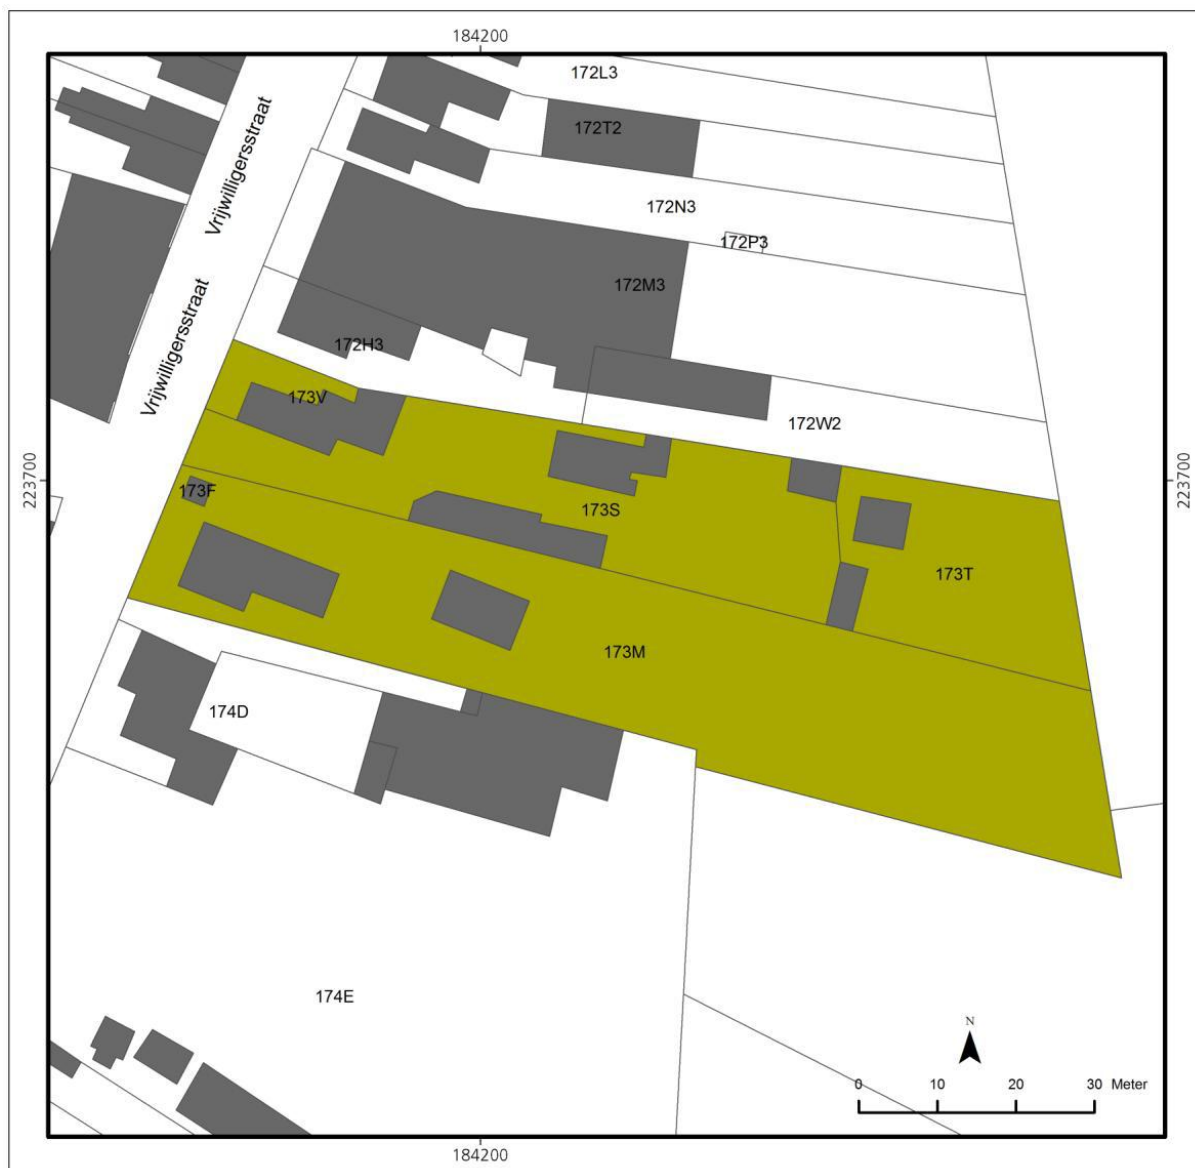 184200
172L3
172T2
Vrijwilligersstraat
172N3
172P3
172M3
Vrijwilligersstraat
172H3
173V
172W2
223700
223700
173F
173S
173T
173M
174D
174E
N
0 10 20 30 Meter
184200